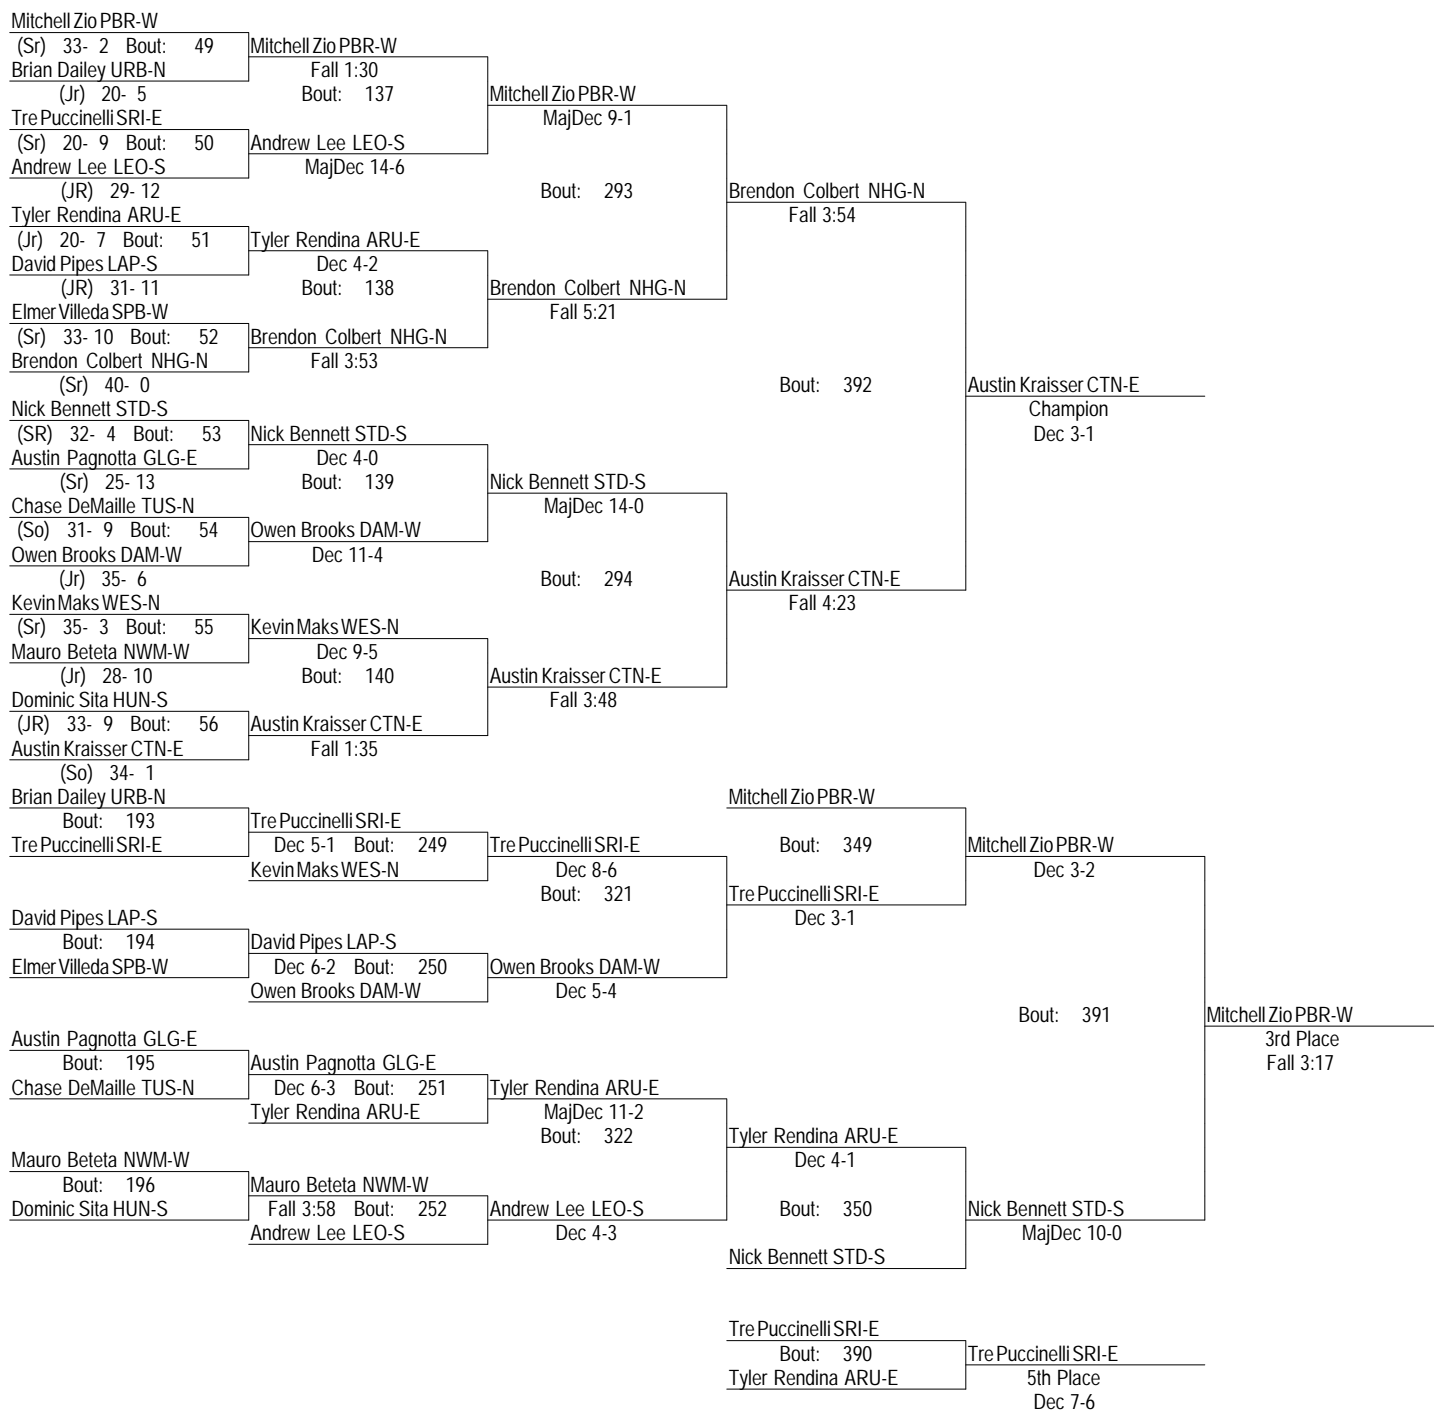 Mitchell Zio PBR-W
(Sr) 33- 2 Bout: 49 Mitchell Zio PBR-W
Brian Dailey URB-N Fall 1:30
(Jr) 20- 5 Bout: 137 Mitchell Zio PBR-W
Tre Puccinelli SRI-E MajDec 9-1
(Sr) 20- 9 Bout: 50 Andrew Lee LEO-S
Andrew Lee LEO-S MajDec 14-6
(JR) 29- 12 Bout: 293 Brendon Colbert NHG-N
Tyler Rendina ARU-E Fall 3:54
(Jr) 20- 7 Bout: 51 Tyler Rendina ARU-E
David Pipes LAP-S Dec 4-2
(JR) 31- 11 Bout: 138 Brendon Colbert NHG-N
Elmer Villeda SPB-W Fall 5:21
(Sr) 33- 10 Bout: 52 Brendon Colbert NHG-N
Brendon Colbert NHG-N Fall 3:53
(Sr) 40- 0 Bout: 392 Austin Kraisser CTN-E
Nick Bennett STD-S Champion
(SR) 32- 4 Bout: 53 Nick Bennett STD-S Dec 3-1
Austin Pagnotta GLG-E Dec 4-0
(Sr) 25- 13 Bout: 139 Nick Bennett STD-S
Chase DeMaille TUS-N MajDec 14-0
(So) 31- 9 Bout: 54 Owen Brooks DAM-W
Owen Brooks DAM-W Dec 11-4
(Jr) 35- 6 Bout: 294 Austin Kraisser CTN-E
Kevin Maks WES-N Fall 4:23
(Sr) 35- 3 Bout: 55 Kevin Maks WES-N
Mauro Beteta NWM-W Dec 9-5
(Jr) 28- 10 Bout: 140 Austin Kraisser CTN-E
Dominic Sita HUN-S Fall 3:48
(JR) 33- 9 Bout: 56 Austin Kraisser CTN-E
Austin Kraisser CTN-E Fall 1:35
(So) 34- 1
Brian Dailey URB-N Mitchell Zio PBR-W
Bout: 193 Tre Puccinelli SRI-E
Tre Puccinelli SRI-E Dec 5-1 Bout: 249 Tre Puccinelli SRI-E Bout: 349 Mitchell Zio PBR-W
Kevin Maks WES-N Dec 8-6 Dec 3-2
Bout: 321 Tre Puccinelli SRI-E
David Pipes LAP-S Dec 3-1
Bout: 194 David Pipes LAP-S
Elmer Villeda SPB-W Dec 6-2 Bout: 250 Owen Brooks DAM-W
Owen Brooks DAM-W Dec 5-4
Bout: 391 Mitchell Zio PBR-W
Austin Pagnotta GLG-E 3rd Place
Bout: 195 Austin Pagnotta GLG-E Fall 3:17
Chase DeMaille TUS-N Dec 6-3 Bout: 251 Tyler Rendina ARU-E
Tyler Rendina ARU-E MajDec 11-2
Bout: 322 Tyler Rendina ARU-E
Mauro Beteta NWM-W Dec 4-1
Bout: 196 Mauro Beteta NWM-W
Dominic Sita HUN-S Fall 3:58 Bout: 252 Andrew Lee LEO-S Bout: 350 Nick Bennett STD-S
Andrew Lee LEO-S Dec 4-3 MajDec 10-0
Nick Bennett STD-S
Tre Puccinelli SRI-E
Bout: 390 Tre Puccinelli SRI-E
Tyler Rendina ARU-E 5th Place
Dec 7-6